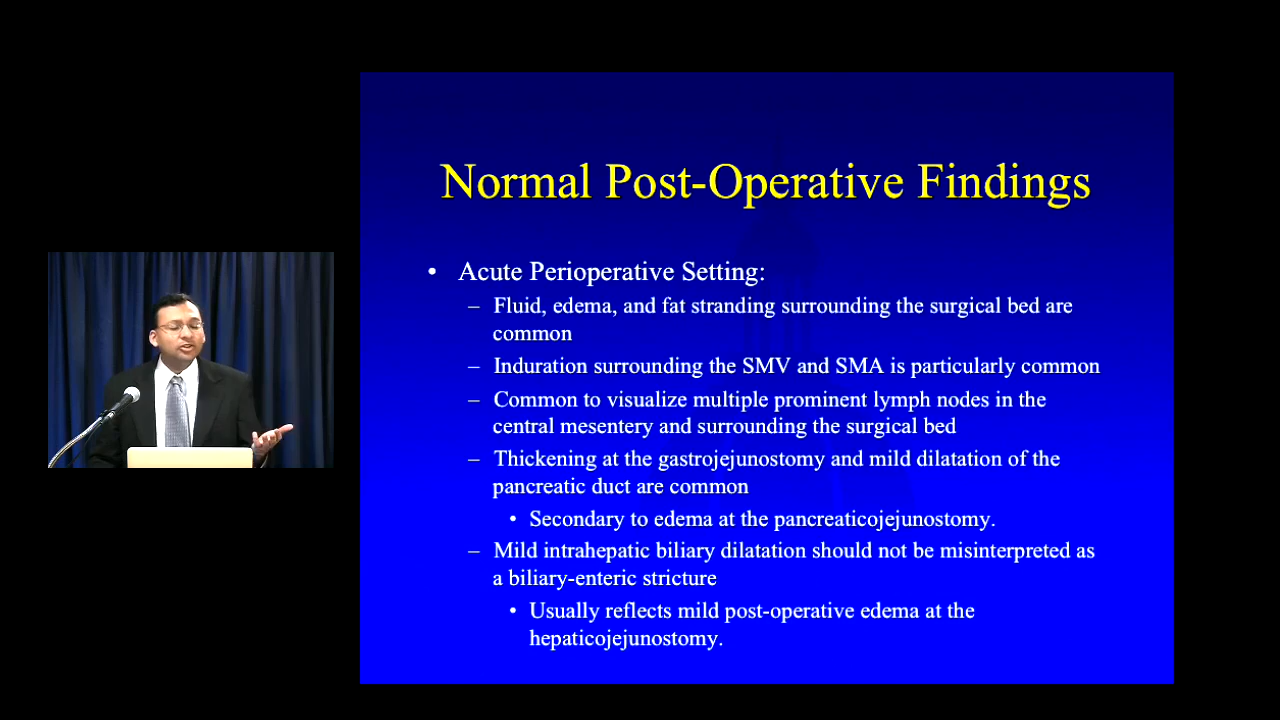 Normal Post-Operative Findings
• Acute Perioperative Setting:
– Fluid, edema, and fat stranding surrounding the surgical bed are
common
– Induration surrounding the SMV and SMA is particularly common
– Common to visualize multiple prominent lymph nodes in the
central mesentery and surrounding the surgical bed
– Thickening at the gastrojejunostomy and mild dilatation of the
pancreatic duct are common
• Secondary to edema at the pancreaticojejunostomy.
– Mild intrahepatic biliary dilatation should not be misinterpreted as
a biliary-enteric stricture
• Usually reflects mild post-operative edema at the
hepaticojejunostomy.